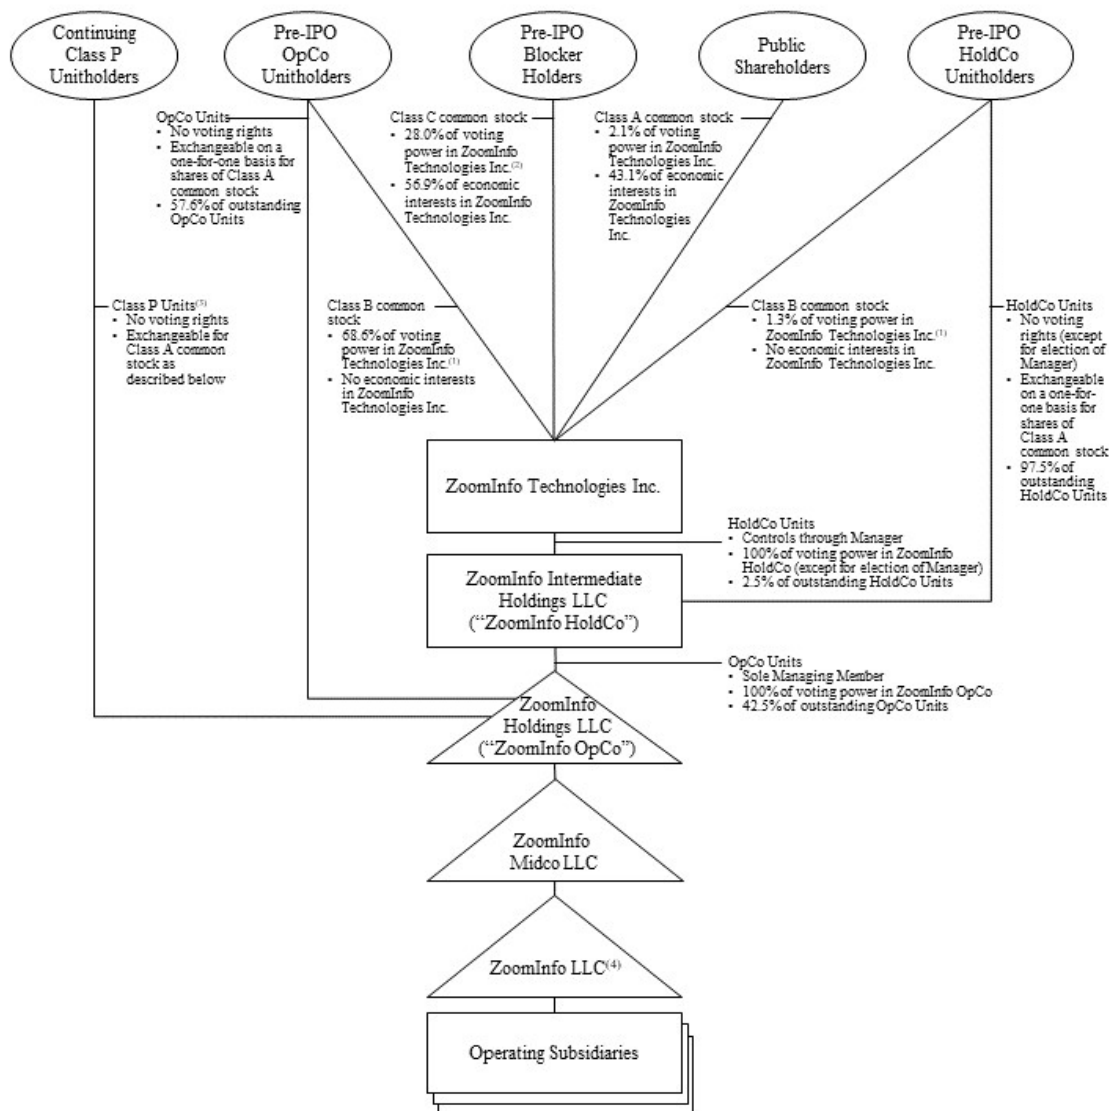 Continuing
Class P
Unitholders
Pre-IPO
OpCo
Unitholders
Pre-IPO
Blocker
Holders
Public
Shareholders
Pre-IPO
HoldCo
Unitholders
OpCo Units
• No voting rights
• Exchangeable on a
one-for-one basis for
shares of Class A
common stock
• 57.6% of outstanding
OpCo Units
Class C common stock
• 28.0% of voting
power in ZoomInfo
Technologies Inc.(2)
• 56.9% of economic
interests in ZoomInfo
Technologies Inc.
Class A common stock
• 2.1% of voting
power in ZoomInfo
Technologies Inc.
• 43.1% of economic
interests in
ZoomInfo
Technologies
Inc.
Class P Units(3)
• No voting rights
• Exchangeable for
Class A common
stock as
described below
Class B common
stock
• 68.6% of voting
power in ZoomInfo
Technologies Inc.(1)
• No economic interests
in ZoomInfo
Technologies Inc.
Class B common stock
• 1.3% of voting power in
ZoomInfo Technologies Inc.(1)
• No economic interests in
ZoomInfo Technologies Inc.
HoldCo Units
• No voting
rights (except
for election of
Manager)
• Exchangeable
on a one-for-
one basis for
shares of
Class A
common stock
• 97.5% of
outstanding
HoldCo Units
ZoomInfo Technologies Inc.
HoldCo Units
• Controls through Manager
• 100% of voting power in ZoomInfo
HoldCo (except for election of Manager)
• 2.5% of outstanding HoldCo Units
ZoomInfo Intermediate
Holdings LLC
(“ZoomInfo HoldCo”)
OpCo Units
• Sole Managing Member
• 100% of voting power in ZoomInfo OpCo
• 42.5% of outstanding OpCo Units
ZoomInfo
Holdings LLC
(“ZoomInfo OpCo”)
ZoomInfo
Midco LLC
ZoomInfo LLC(4)
Operating Subsidiaries